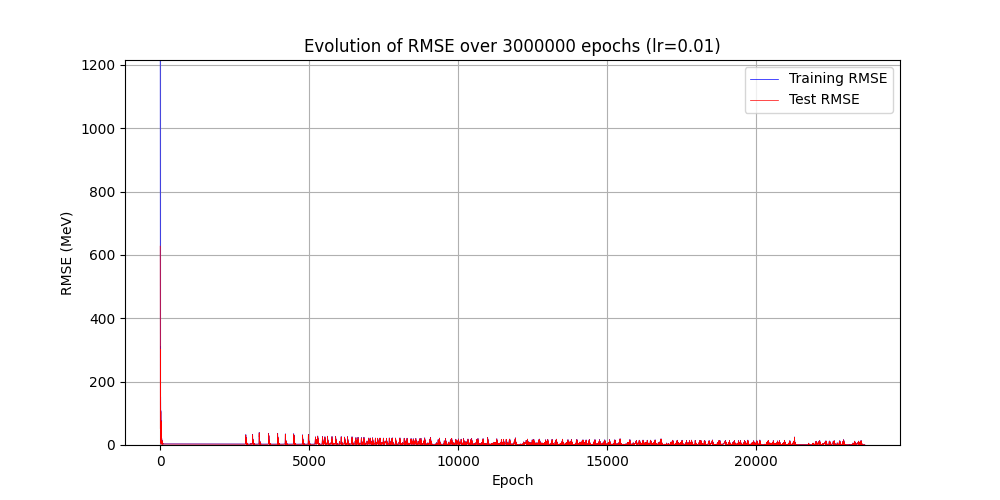 Evolution of RMSE over 3000000 epochs (lr=0.01)
Training RMSE
Test RMSE
RMSE (MeV)
1200
1000
800
600
400
200
0
0 5000 10000 15000 20000
Epoch